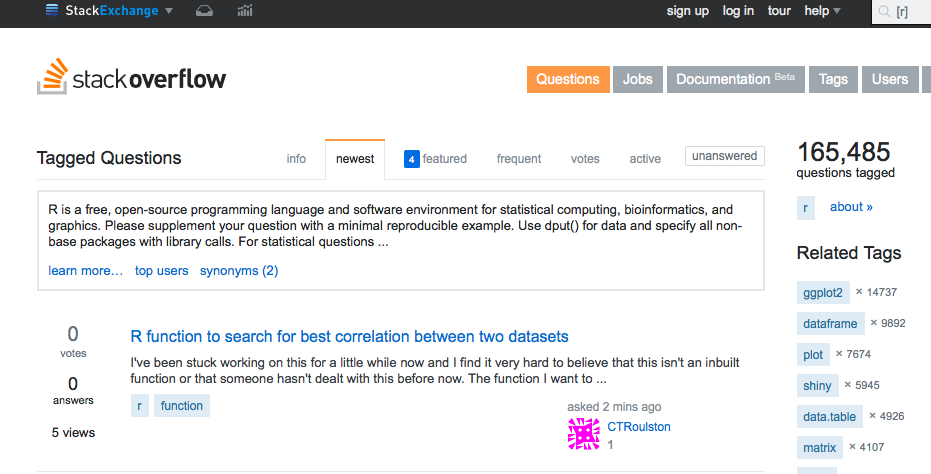 StackExchange sign up log in tour help [r]
stackoverflow
Questions Jobs Documentation Beta Tags Users
Tagged Questions info newest 4 featured frequent votes active unanswered
165,485
questions tagged
R is a free, open-source programming language and software environment for statistical computing, bioinformatics, and
graphics. Please supplement your question with a minimal reproducible example. Use dput() for data and specify all non-
base packages with library calls. For statistical questions ...
learn more… top users synonyms (2)
r about »
Related Tags
ggplot2 × 14737
dataframe × 9892
plot × 7674
shiny × 5945
data.table × 4926
matrix × 4107
0
votes
0
answers
5 views
R function to search for best correlation between two datasets
I've been stuck working on this for a little while now and I find it very hard to believe that this isn't an inbuilt
function or that someone hasn't dealt with this before now. The function I want to ...
r function
asked 2 mins ago
CTRoulston
1